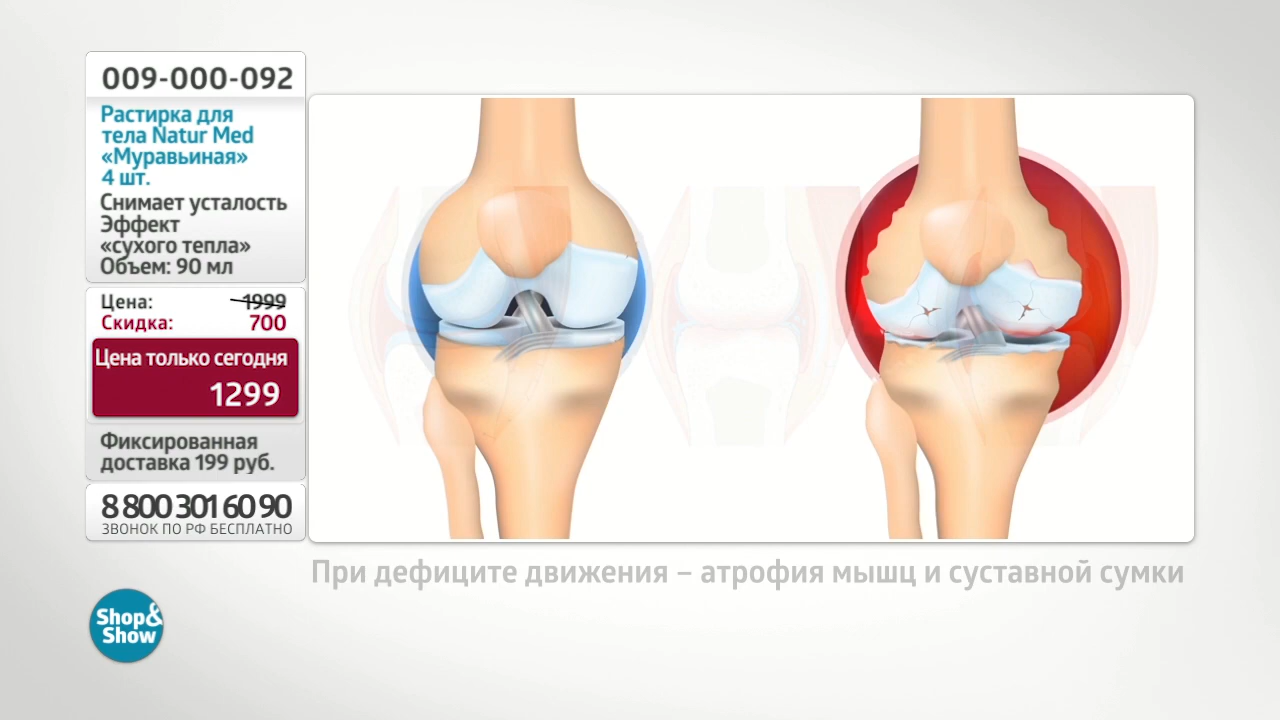 009-000-092
Растирка для
тела Natur Med
«Муравьиная»
4 шт.
Снимает усталость
Эффект
«сухого тепла»
Объем: 90 мл
Цена: 1999
Скидка: 700
Цена только сегодня
1299
Фиксированная
доставка 199 руб.
8 800 301 60 90
ЗВОНОК ПО РФ БЕСПЛАТНО
При дефиците движения – атрофия мышц и суставной сумки
Shop&
Show